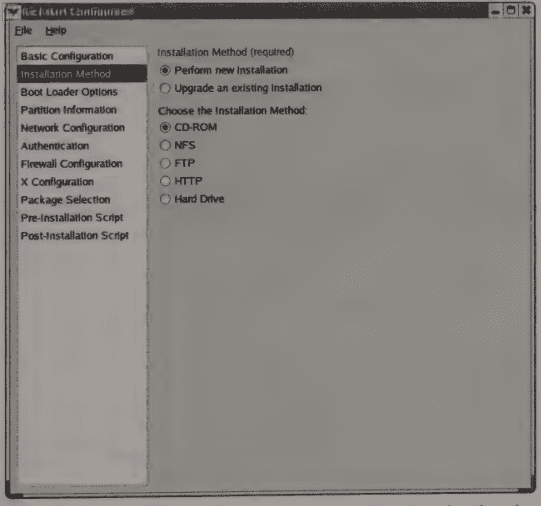 Kickstart Configurator
File Help
Basic Configuration
Installation Method
Boot Loader Options
Partition Information
Network Configuration
Authentication
Firewall Configuration
X Configuration
Package Selection
Pre-Installation Script
Post-Installation Script
Installation Method (required)
Perform new installation
Upgrade an existing installation
Choose the Installation Method:
CD-ROM
NFS
FTP
HTTP
Hard Drive